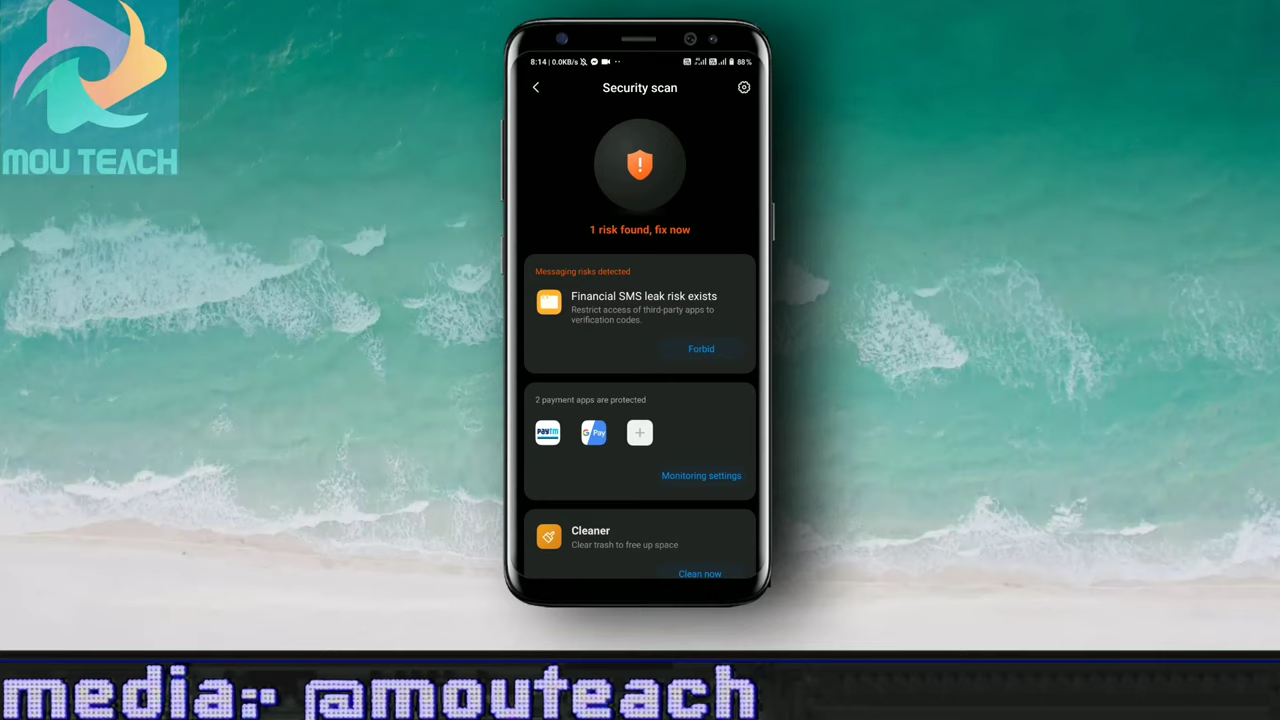 MOU TEACH
8:14 | 0.0KB/s
88%
Security scan
1 risk found, fix now
Messaging risks detected
Financial SMS leak risk exists
Restrict access of third-party apps to
verification codes.
Forbid
2 payment apps are protected
paytm
G Pay
Monitoring settings
Cleaner
Clear trash to free up space
Clean now
media:- @mouteach